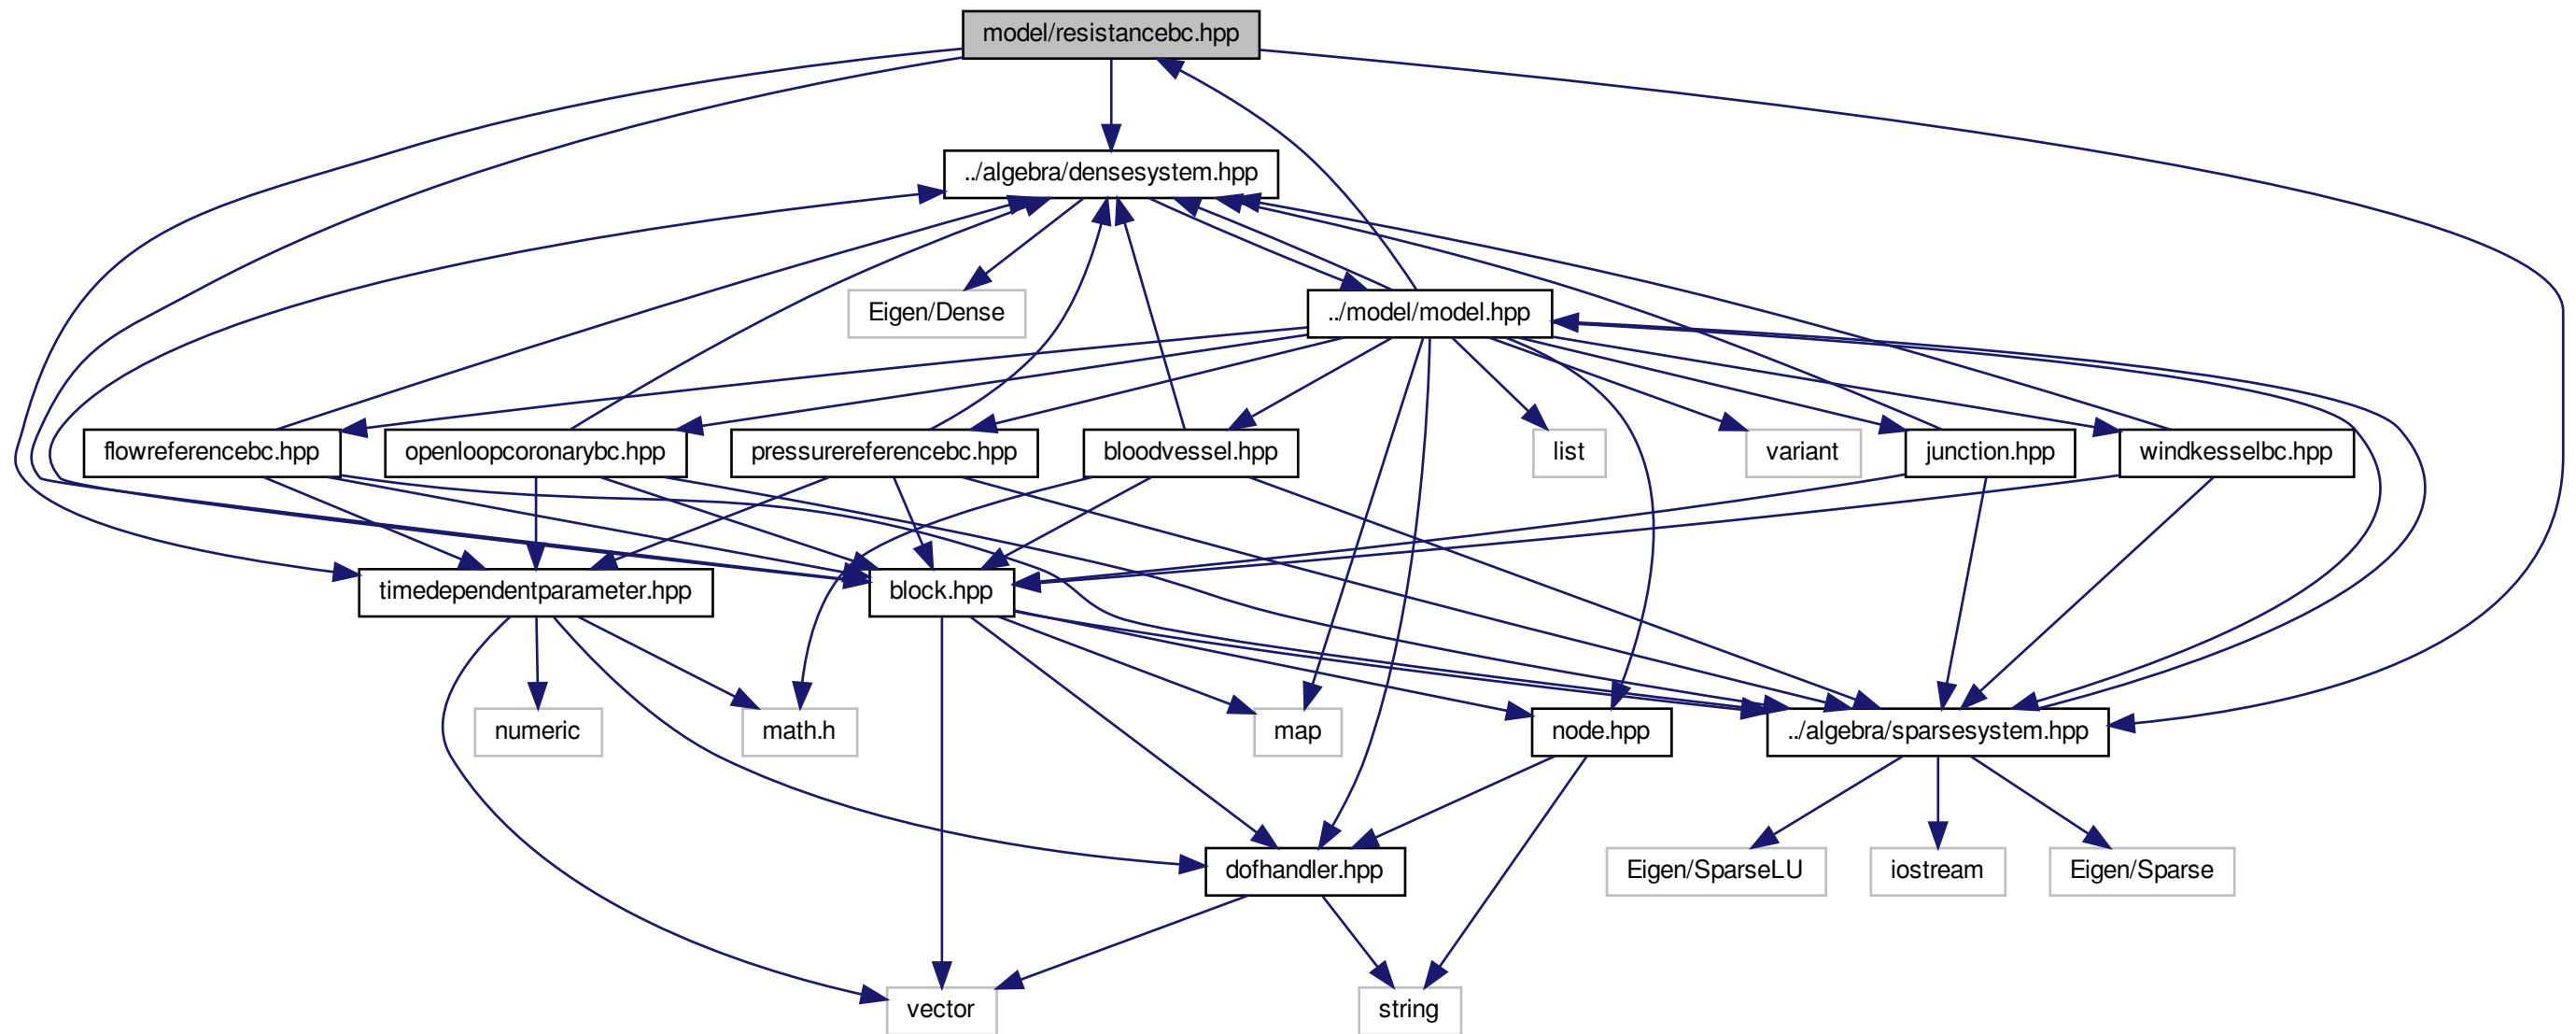 model/resistancebc.hpp
../algebra/densesystem.hpp
Eigen/Dense
../model/model.hpp
flowreferencebc.hpp
openloopcoronarybc.hpp
pressurereferencebc.hpp
bloodvessel.hpp
list
variant
junction.hpp
windkesselbc.hpp
timedependentparameter.hpp
block.hpp
numeric
math.h
map
node.hpp
../algebra/sparsesystem.hpp
dofhandler.hpp
Eigen/SparseLU
iostream
Eigen/Sparse
vector
string